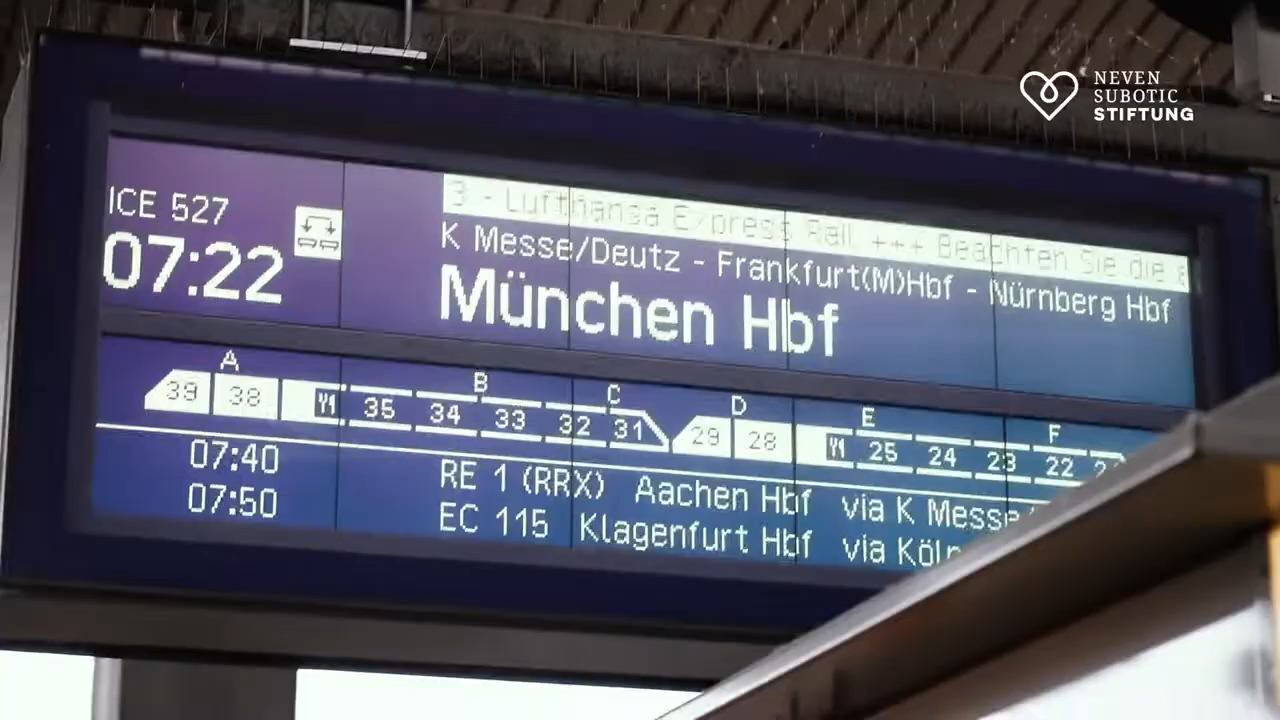 NEVEN
SUBOTIC
STIFTUNG
ICE 527
07:22
3 - Lufthansa Express Rail +++ Beachten Sie die
K Messe/Deutz - Frankfurt(M)Hbf - Nürnberg Hbf
München Hbf
A B C D E F
39 38 35 34 33 32 31 29 28 25 24 23 22
07:40 RE 1 (RRX) Aachen Hbf via K Messe
07:50 EC 115 Klagenfurt Hbf via Köln